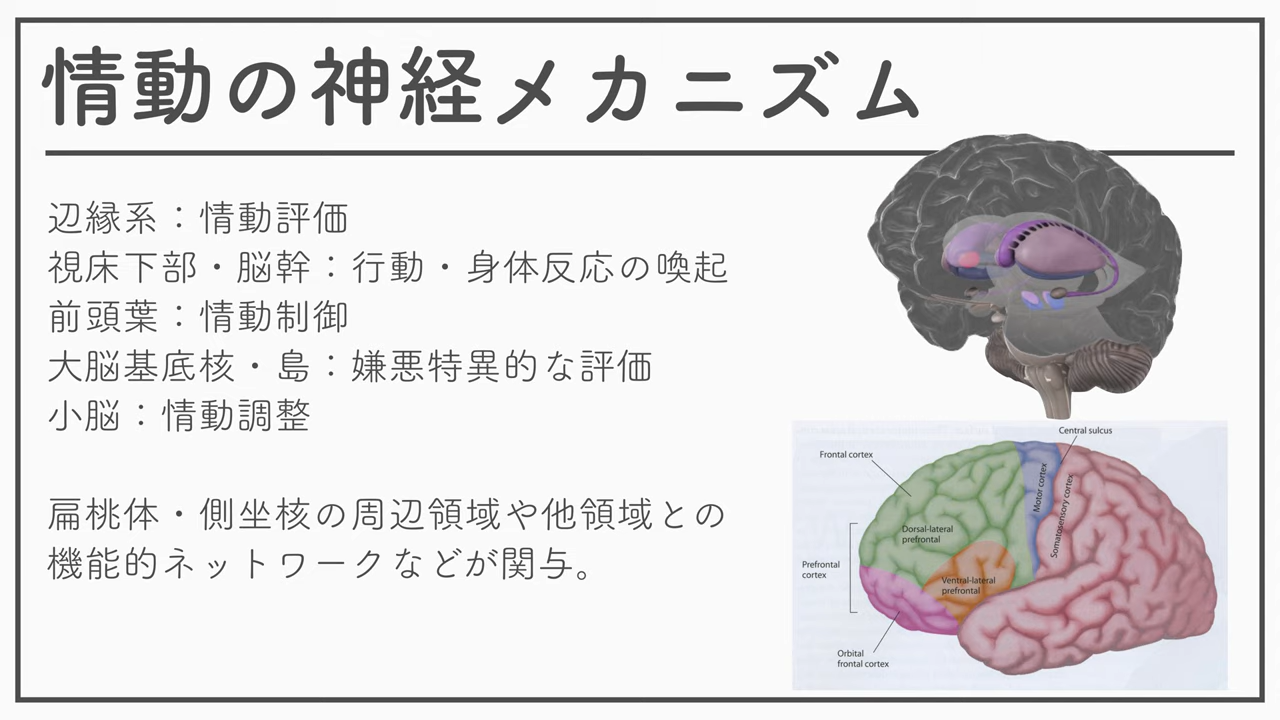 情動の神経メカニズム
辺縁系：情動評価
視床下部・脳幹：行動・身体反応の喚起
前頭葉：情動制御
大脳基底核・島：嫌悪特異的な評価
小脳：情動調整
扁桃体・側坐核の周辺領域や他領域との
機能的ネットワークなどが関与。
Central sulcus
Frontal cortex
Motor cortex
Somatosensory cortex
Dorsal-lateral
prefrontal
Prefrontal
cortex
Ventral-lateral
prefrontal
Orbital
frontal cortex